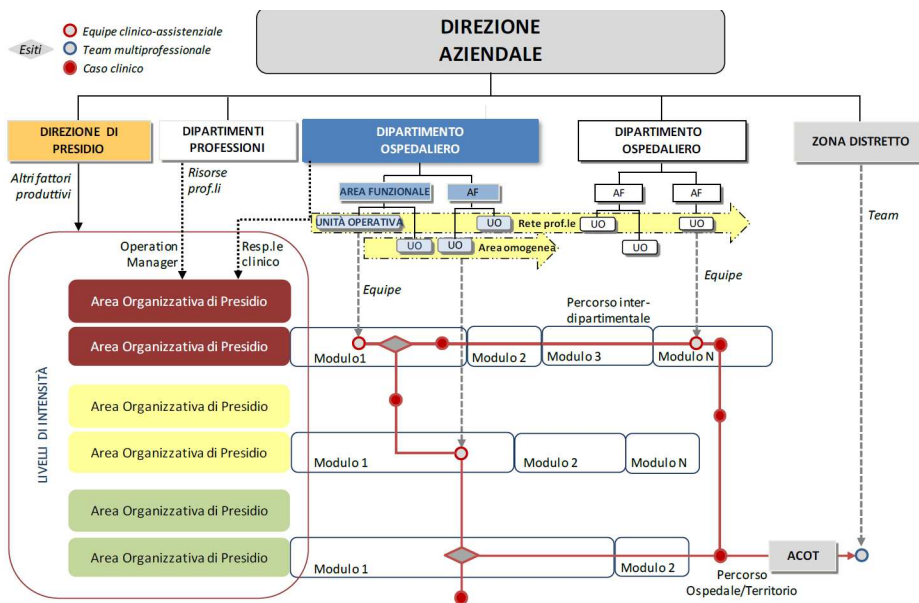 DIREZIONE
AZIENDALE
Esiti
Equipe clinico-assistenziale
Team multiprofessionale
Caso clinico
DIREZIONE DI
PRESIDIO
DIPARTIMENTI
PROFESSIONI
DIPARTIMENTO
OSPEDALIERO
DIPARTIMENTO
OSPEDALIERO
ZONA DISTRETTO
Altri fattori
produttivi
Risorse
prof.li
AREA FUNZIONALE
AF
AF
AF
Team
UNITÀ OPERATIVA
UO
Rete prof.le
UO
UO
UO
UO
Area omogenea
UO
Operation
Manager
Resp.le
clinico
Equipe
Equipe
LIVELLI DI INTENSITÀ
Area Organizzativa di Presidio
Percorso inter-
dipartimentale
Area Organizzativa di Presidio
Modulo1
Modulo 2
Modulo 3
Modulo N
Area Organizzativa di Presidio
Area Organizzativa di Presidio
Modulo 1
Modulo 2
Modulo N
Area Organizzativa di Presidio
Area Organizzativa di Presidio
Modulo 1
Modulo 2
ACOT
Percorso
Ospedale/Territorio